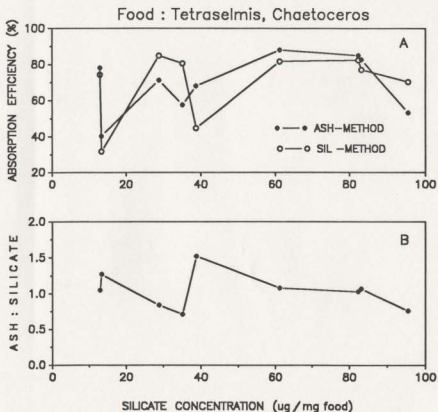 Food : Tetraselmis, Chaetoceros
ABSORPTION EFFICIENCY (%)
100
80
60
40
20
A
ASH-METHOD
SIL -METHOD
0 20 40 60 80 100
ASH : SILICATE
2.0
1.5
1.0
0.5
0.0
B
0 20 40 60 80 100
SILICATE CONCENTRATION (ug/mg food)